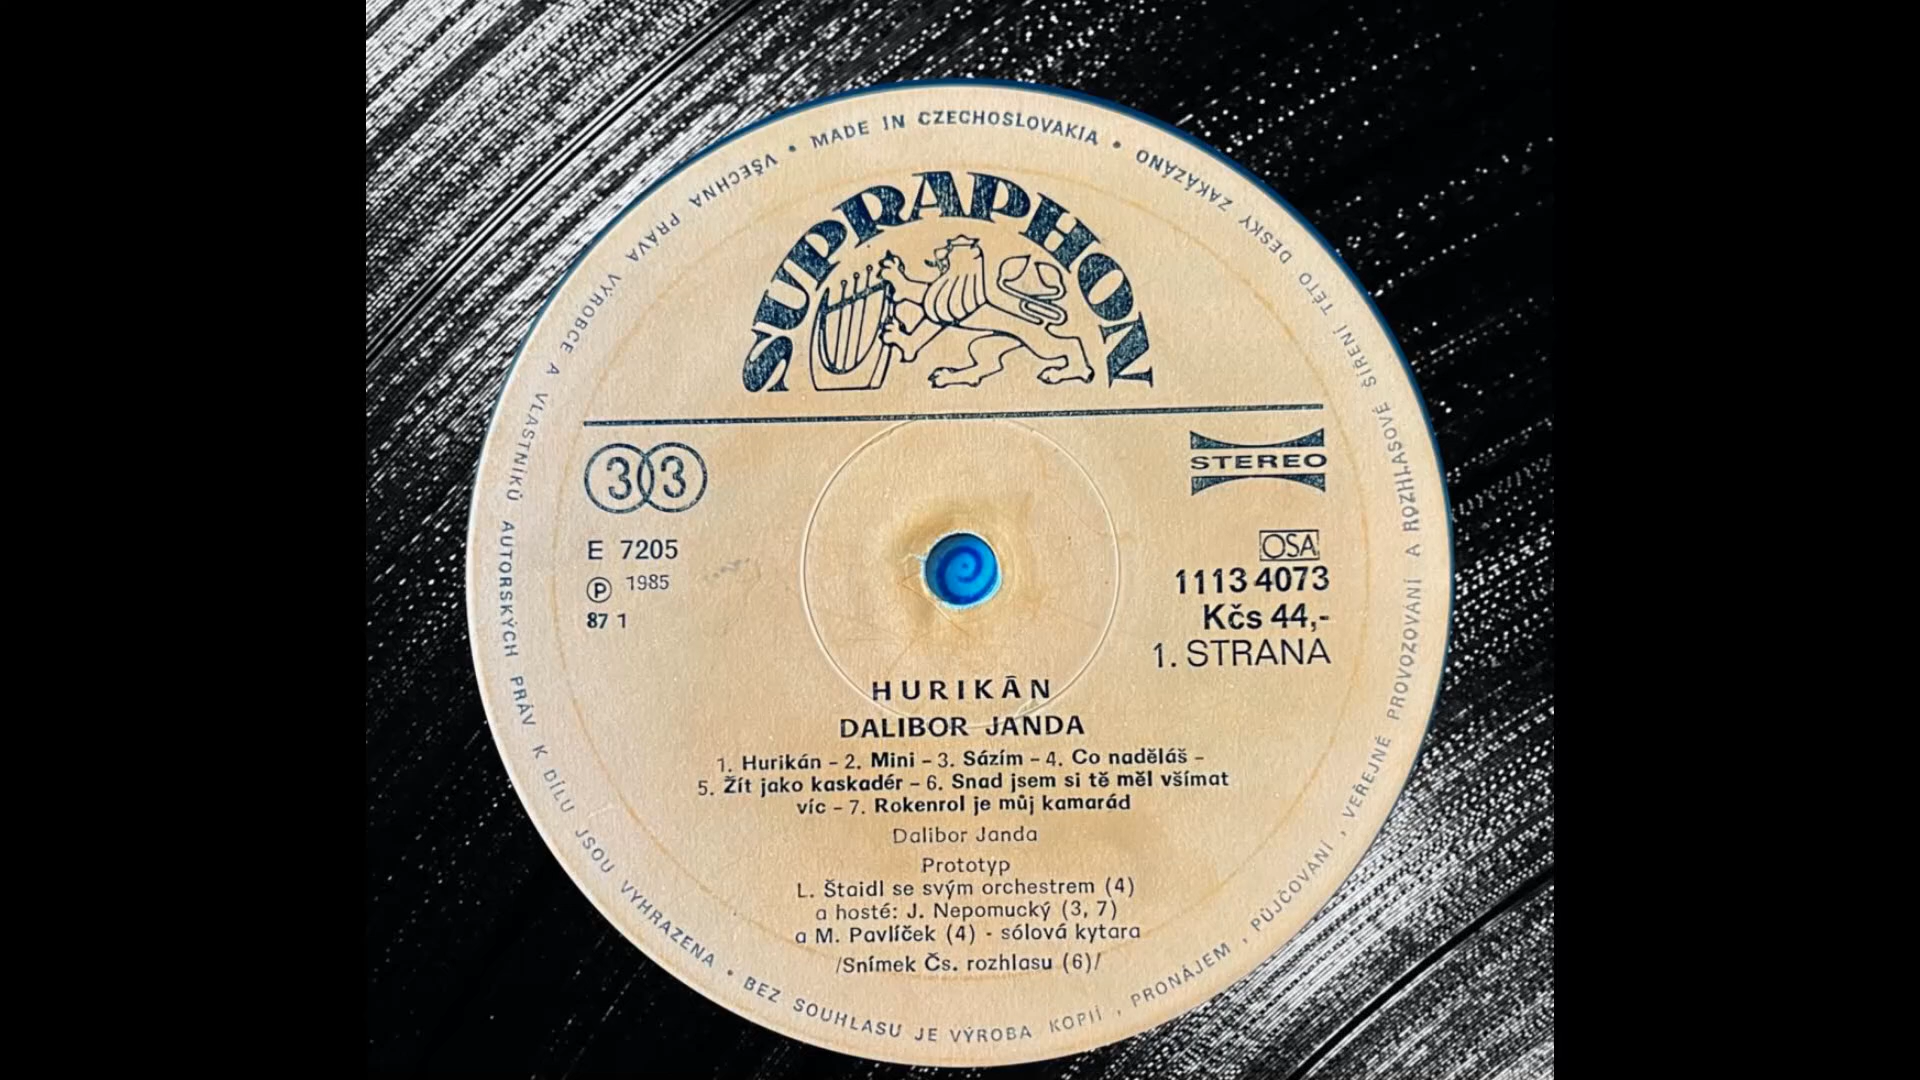 MADE IN CZECHOSLOVAKIA • VŠECHNA PRÁVA VÝROBCE A VLASTNÍKŮ AUTORSKÝCH PRÁV K DÍLU JSOU VYHRAZENA • BEZ SOUHLASU JE VÝROBA KOPIÍ, PRONÁJEM, PŮJČOVÁNÍ, VEŘEJNÉ PROVOZOVÁNÍ A ROZHLASOVÉ ŠÍŘENÍ TÉTO DESKY ZAKÁZÁNO •
SUPRAPHON
33
STEREO
E 7205
Ⓟ 1985
87 1
OSA
1113 4073
Kčs 44,-
1. STRANA
HURIKÁN
DALIBOR JANDA
1. Hurikán – 2. Mini – 3. Sázím – 4. Co naděláš –
5. Žít jako kaskadér – 6. Snad jsem si tě měl všímat
víc – 7. Rokenrol je můj kamarád
Dalibor Janda
Prototyp
L. Štaidl se svým orchestrem (4)
a hosté: J. Nepomucký (3, 7)
a M. Pavlíček (4) - sólová kytara
/Snímek Čs. rozhlasu (6)/